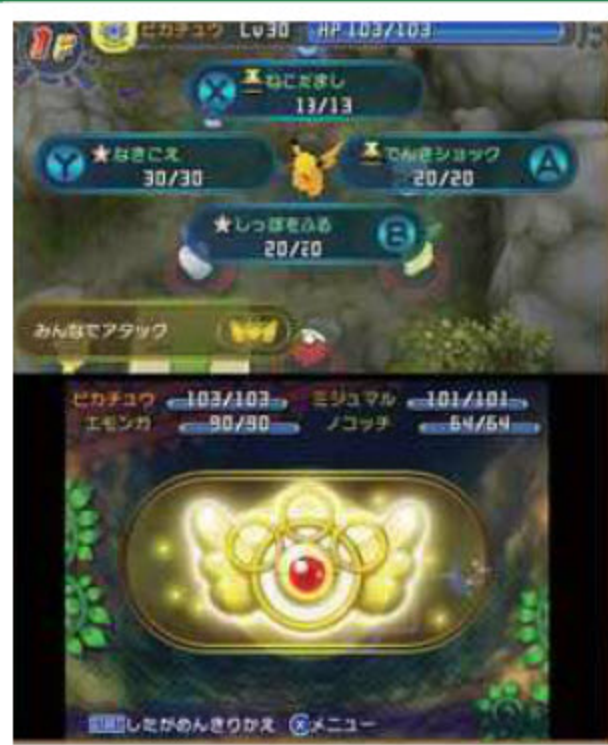 1F ピカチュウ Lv30 HP 103/103
X ねこだまし
13/13
Y ★なきごえ
30/30
でんきショック A
20/20
★しっぽをふる B
20/20
みんなでアタック
ピカチュウ 103/103 ミジュマル 101/101
エモンガ 90/90 ノコッチ 64/64
したがめんきりかえ Xメニュー